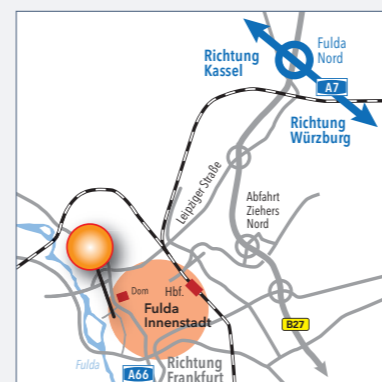 Richtung
Kassel
Fulda
Nord
A7
Richtung
Würzburg
Leipziger Straße
Abfahrt
Ziehers
Nord
Dom
Hbf.
Fulda
Innenstadt
B27
Fulda
A66
Richtung
Frankfurt